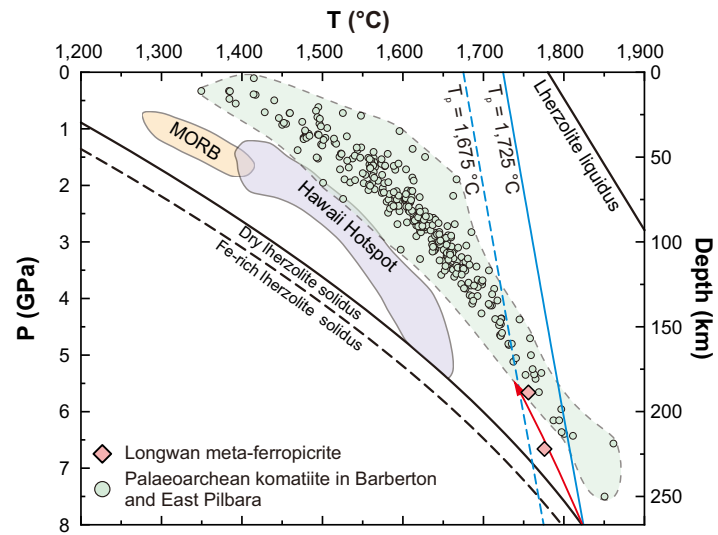 T (°C)
1,200 1,300 1,400 1,500 1,600 1,700 1,800 1,900
0 0
1
MORB
50
2
Hawaii Hotspot
3
100
4
150
5
6
200
7
250
8
P (GPa)
Depth (km)
Tp = 1,675 °C
Tp = 1,725 °C
Lherzolite liquidus
Dry lherzolite solidus
Fe-rich lherzolite solidus
Longwan meta-ferropicrite
Palaeoarchean komatiite in Barberton
and East Pilbara